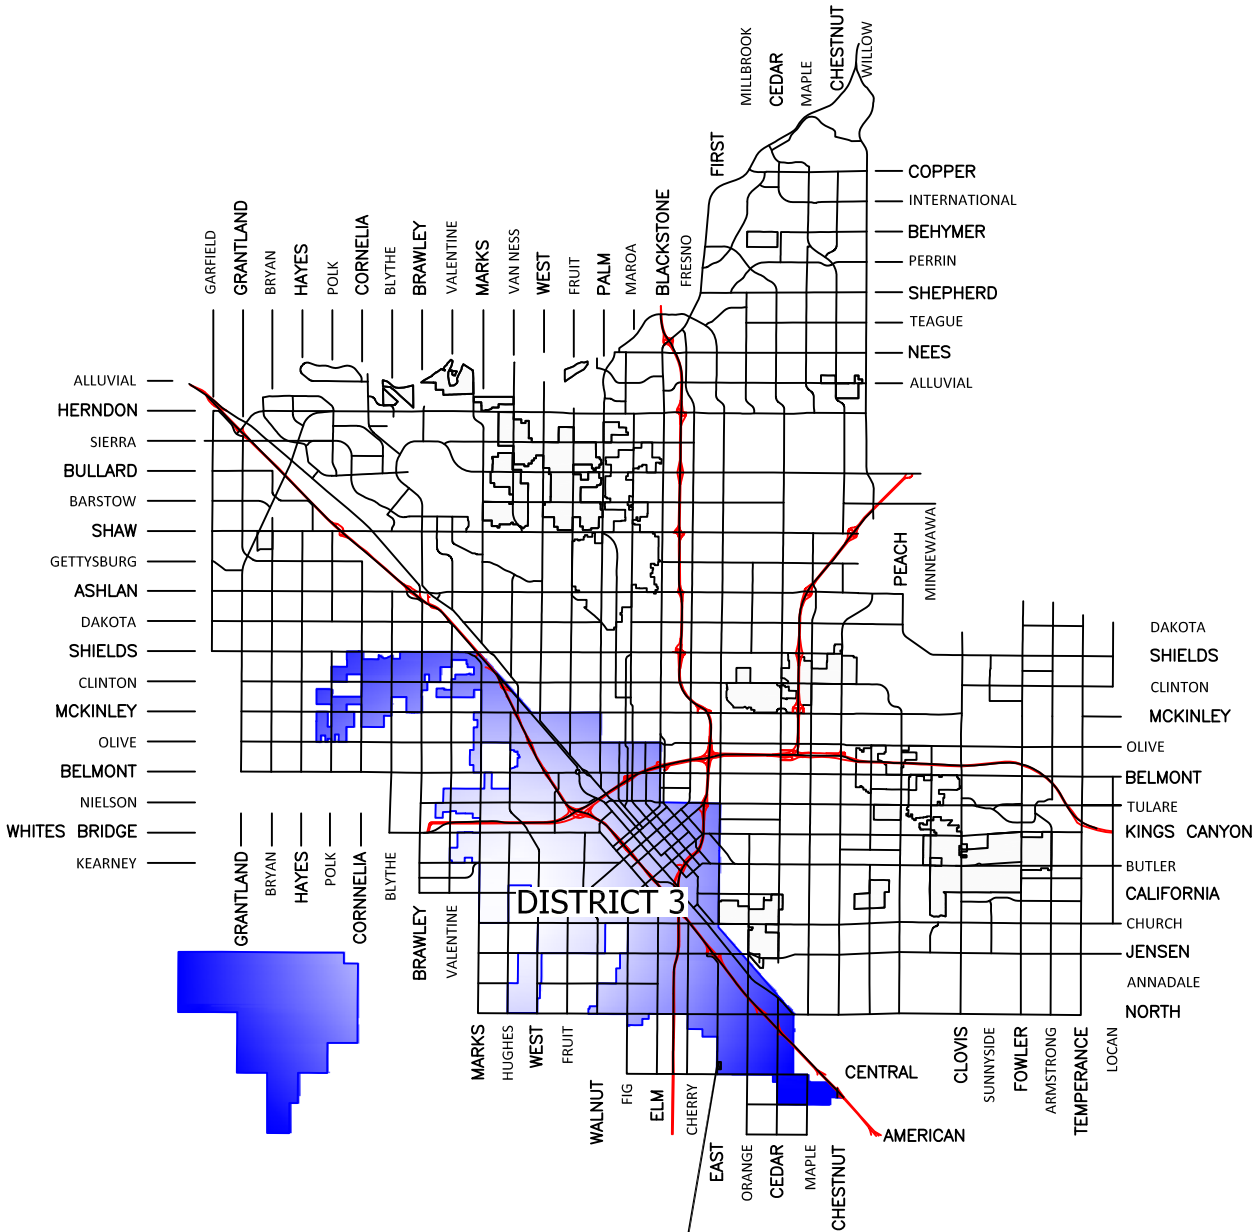 MILLBROOK
CEDAR
MAPLE
CHESTNUT
WILLOW
FIRST
COPPER
INTERNATIONAL
BEHYMER
PERRIN
SHEPHERD
TEAGUE
NEES
ALLUVIAL
GARFIELD
GRANTLAND
BRYAN
HAYES
POLK
CORNELIA
BLYTHE
BRAWLEY
VALENTINE
MARKS
VAN NESS
WEST
FRUIT
PALM
MAROA
BLACKSTONE
FRESNO
ALLUVIAL
HERNDON
SIERRA
BULLARD
BARSTOW
SHAW
GETTYSBURG
ASHLAN
DAKOTA
SHIELDS
CLINTON
MCKINLEY
OLIVE
BELMONT
NIELSON
WHITES BRIDGE
KEARNEY
PEACH
MINNEWAWA
DAKOTA
SHIELDS
CLINTON
MCKINLEY
OLIVE
BELMONT
TULARE
KINGS CANYON
BUTLER
CALIFORNIA
CHURCH
JENSEN
ANNADALE
NORTH
GRANTLAND
BRYAN
HAYES
POLK
CORNNELIA
BLYTHE
BRAWLEY
VALENTINE
DISTRICT 3
MARKS
HUGHES
WEST
FRUIT
WALNUT
FIG
ELM
CHERRY
EAST
ORANGE
CEDAR
MAPLE
CHESTNUT
CENTRAL
AMERICAN
CLOVIS
SUNNYSIDE
FOWLER
ARMSTRONG
TEMPERANCE
LOCAN